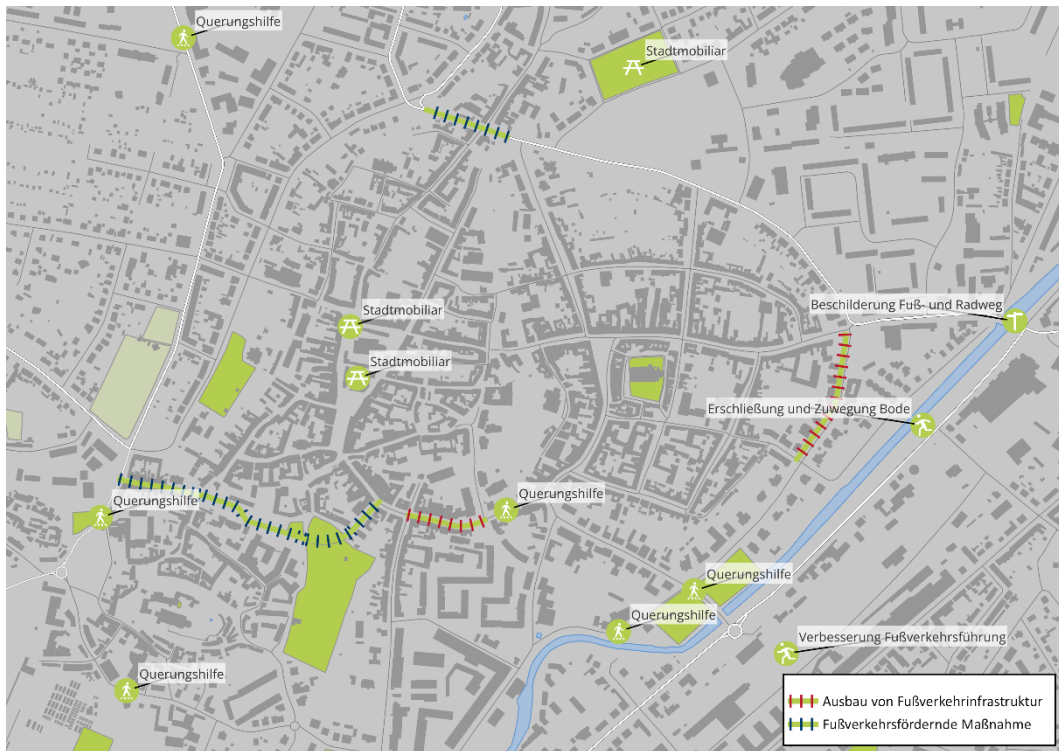 Querungshilfe
Stadtmobiliar
Beschilderung Fuß- und Radweg
Stadtmobiliar
Stadtmobiliar
Erschließung und Zuwegung Bode
Querungshilfe
Querungshilfe
Querungshilfe
Querungshilfe
Verbesserung Fußverkehrsführung
Querungshilfe
Ausbau von Fußverkehrinfrastruktur
Fußverkehrsfördernde Maßnahme